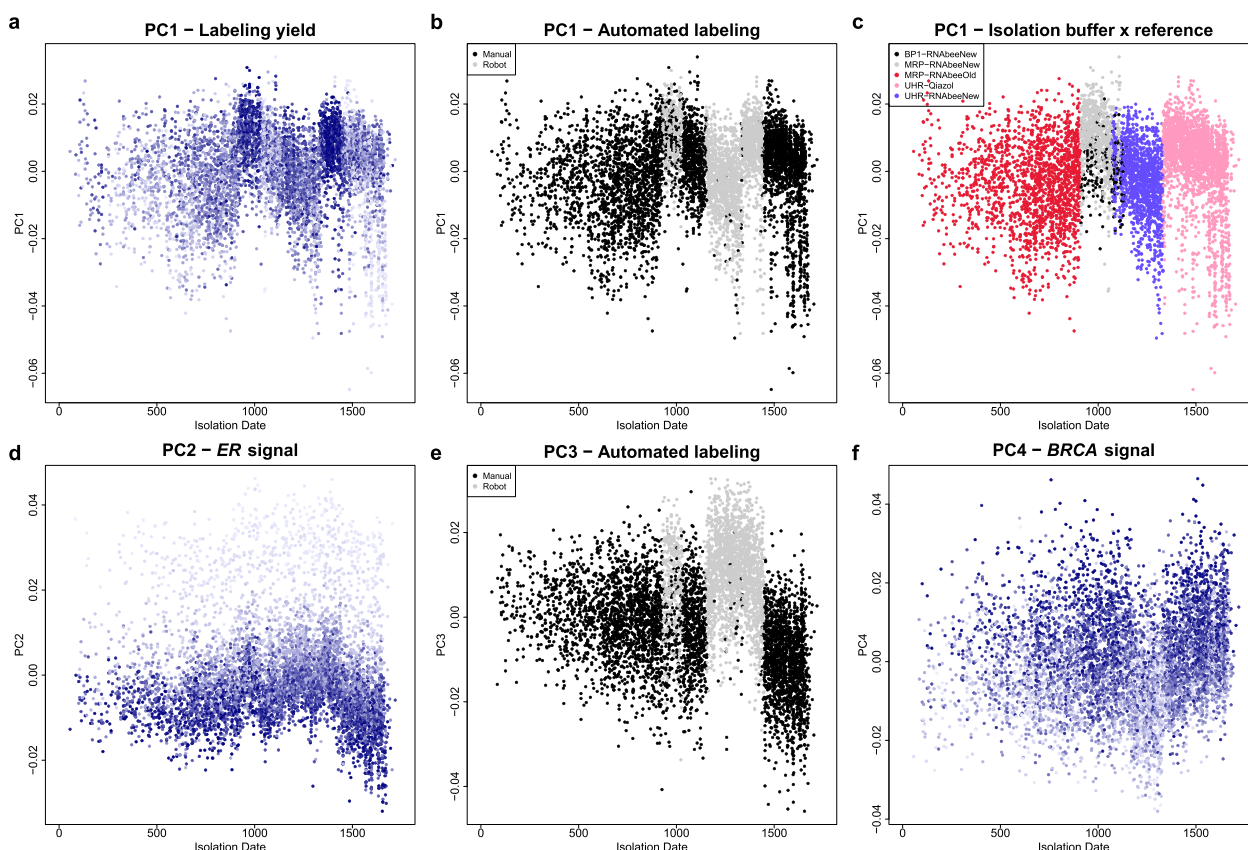 a
PC1 − Labeling yield
PC1
0.02
0.00
−0.02
−0.04
−0.06
0
500
1000
1500
Isolation Date
b
PC1 − Automated labeling
Manual
Robot
PC1
0.02
0.00
−0.02
−0.04
−0.06
0
500
1000
1500
Isolation Date
c
PC1 − Isolation buffer x reference
BP1−RNAbeeNew
MRP−RNAbeeNew
MRP−RNAbeeOld
UHR−Qiazol
UHR−RNAbeeNew
PC1
0.02
0.00
−0.02
−0.04
−0.06
0
500
1000
1500
Isolation Date
d
PC2 − ER signal
PC2
0.04
0.02
0.00
−0.02
0
500
1000
1500
Isolation Date
e
PC3 − Automated labeling
Manual
Robot
PC3
0.02
0.00
−0.02
−0.04
0
500
1000
1500
Isolation Date
f
PC4 − BRCA signal
PC4
0.04
0.02
0.00
−0.02
−0.04
0
500
1000
1500
Isolation Date